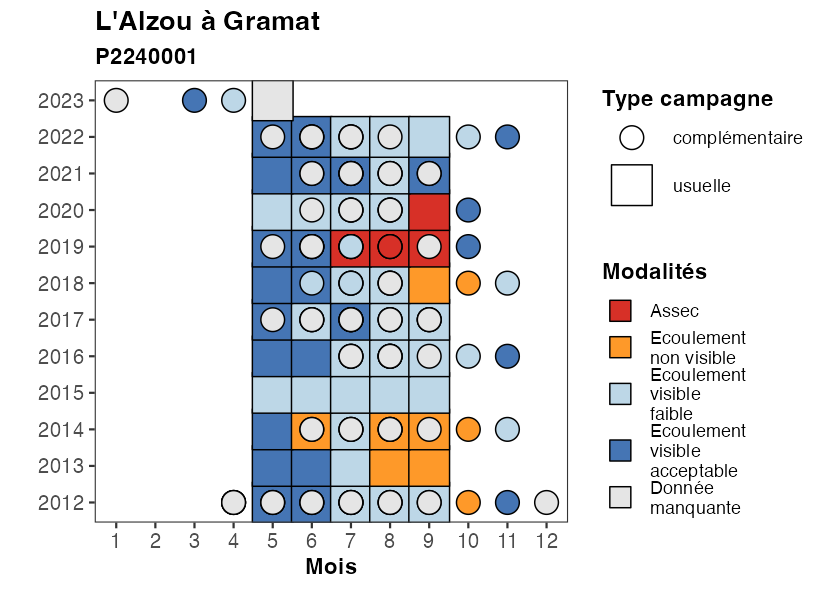 L'Alzou à Gramat
P2240001
2023
2022
2021
2020
2019
2018
2017
2016
2015
2014
2013
2012
1 2 3 4 5 6 7 8 9 10 11 12
Mois
Type campagne
complémentaire
usuelle
Modalités
Assec
Ecoulement
non visible
Ecoulement
visible
faible
Ecoulement
visible
acceptable
Donnée
manquante